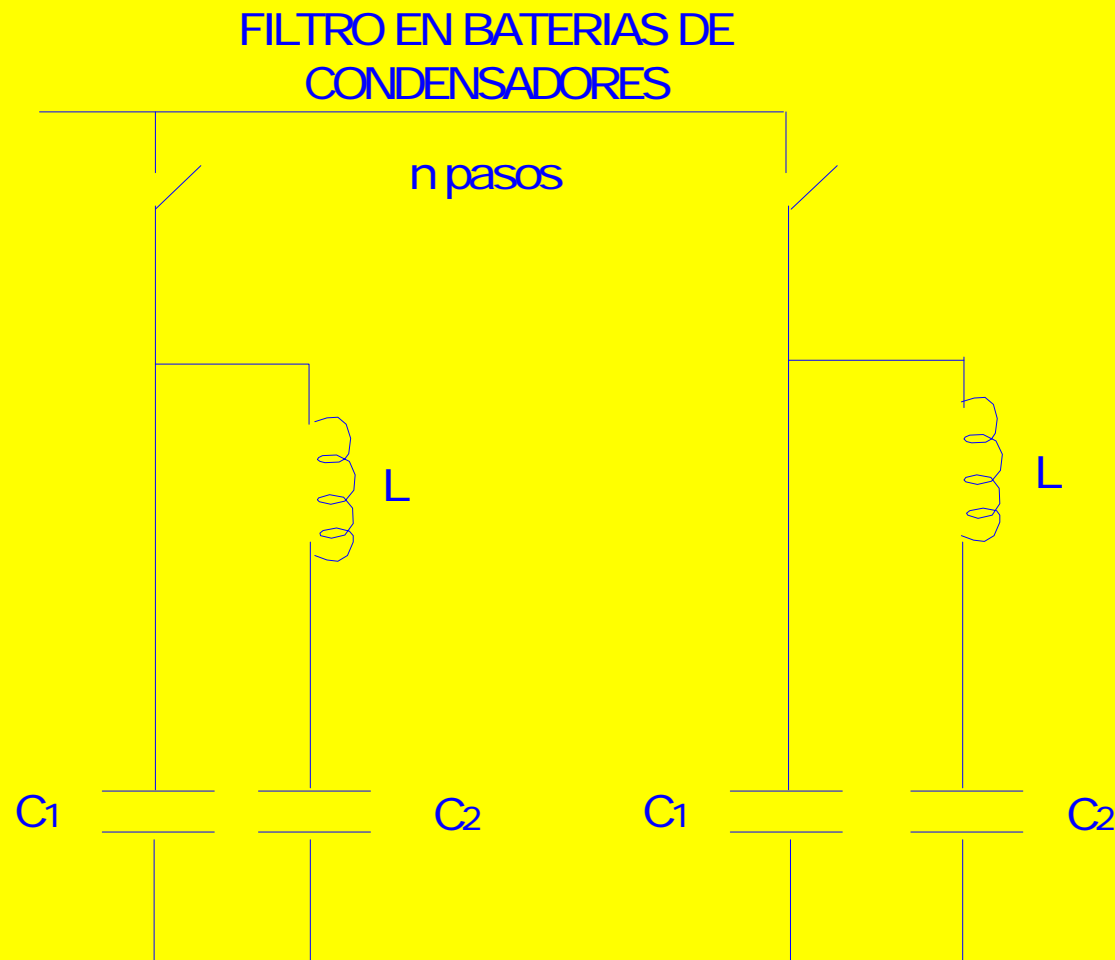 FILTRO EN BATERIAS DE
CONDENSADORES
n pasos
L
L
C1
C2
C1
C2